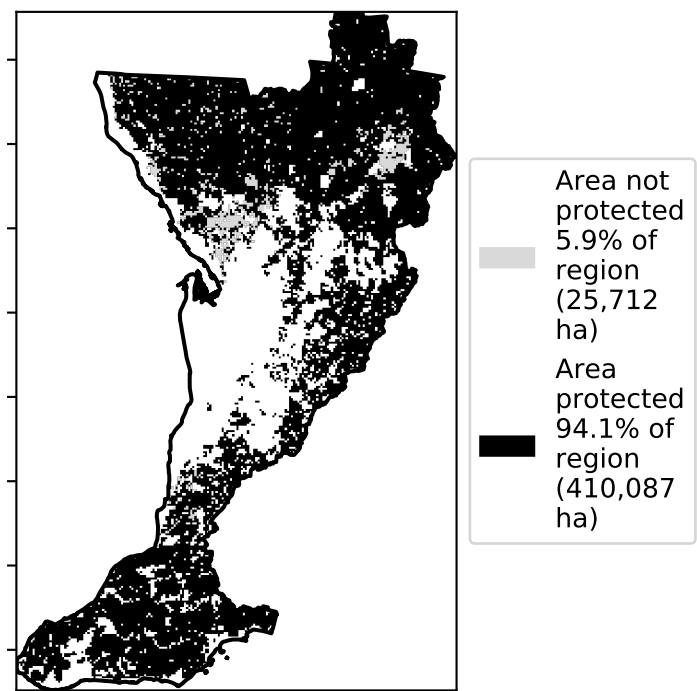 Area not
protected
5.9% of
region
(25,712
ha)
Area
protected
94.1% of
region
(410,087
ha)